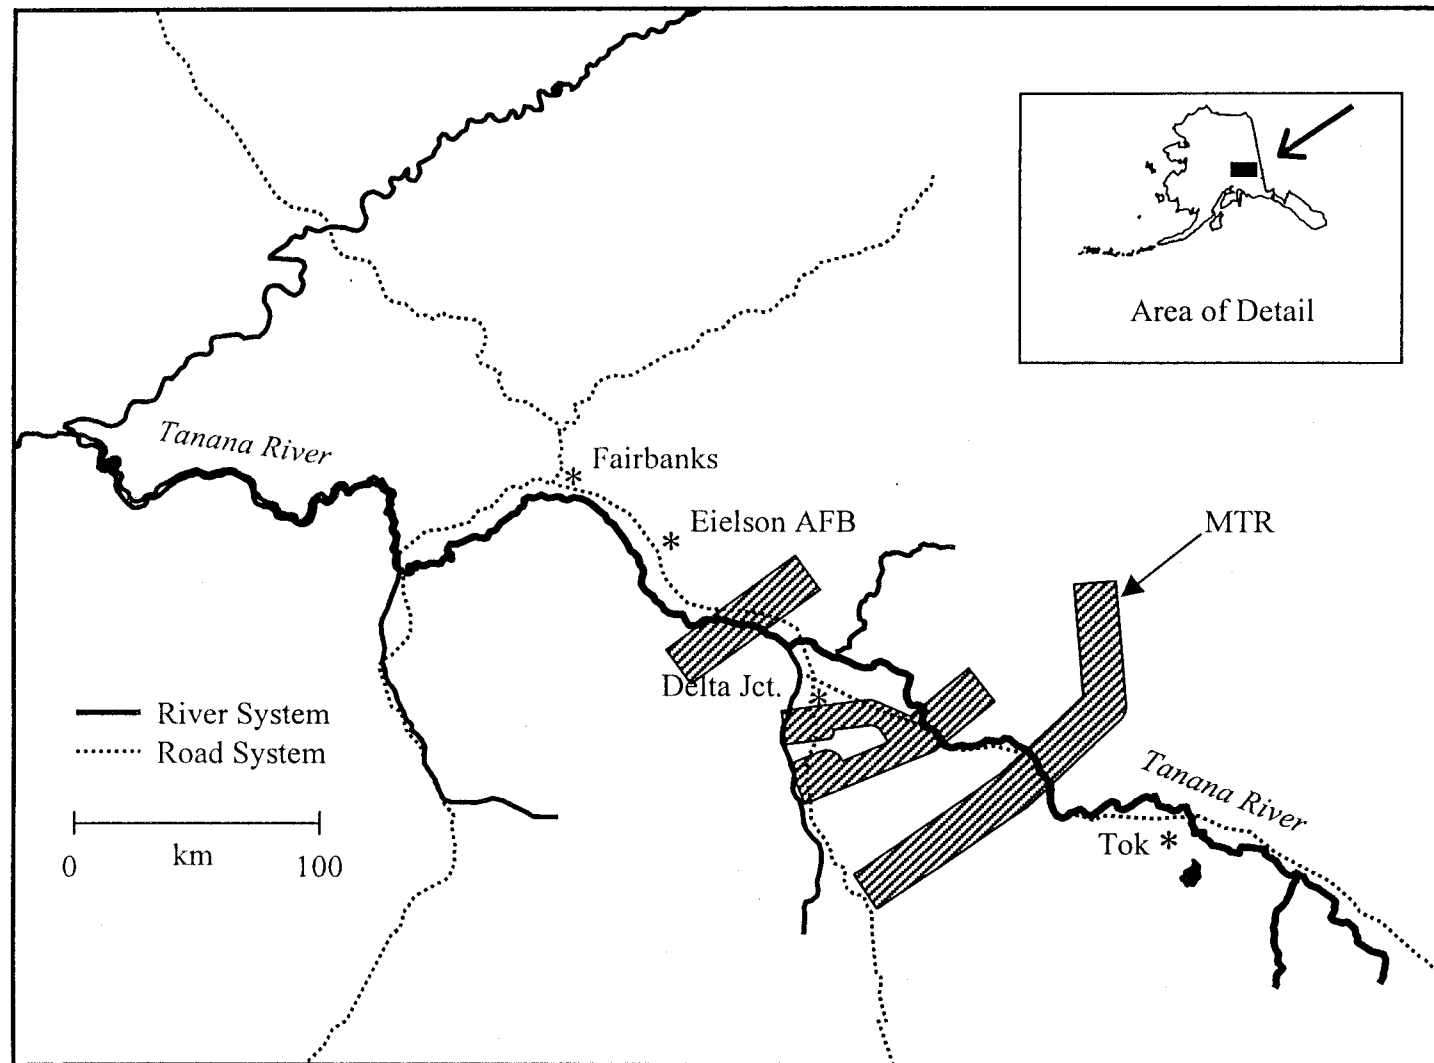 Area of Detail
Tanana River
Fairbanks
Eielson AFB
MTR
Delta Jct.
River System
Road System
Tanana River
Tok
0 km 100